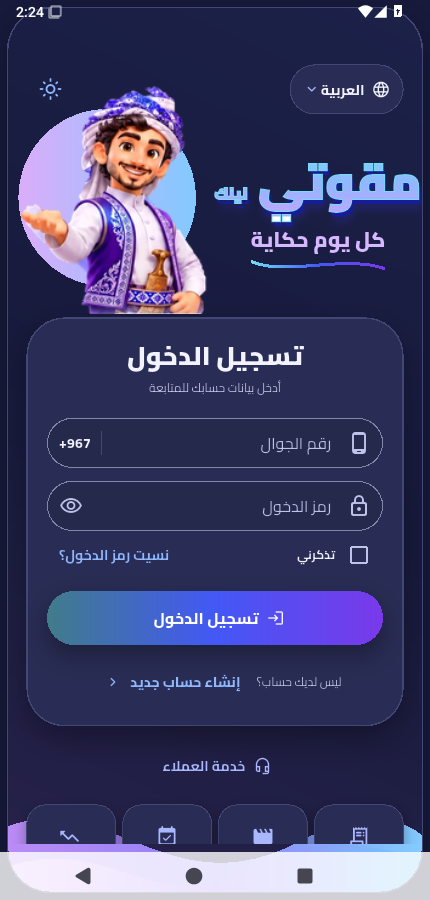 2:24
العربية
مقوتي ليك
كل يوم حكاية
تسجيل الدخول
أدخل بيانات حسابك للمتابعة
رقم الجوال +967
رمز الدخول
تذكرني نسيت رمز الدخول؟
تسجيل الدخول
ليس لديك حساب؟ إنشاء حساب جديد
خدمة العملاء